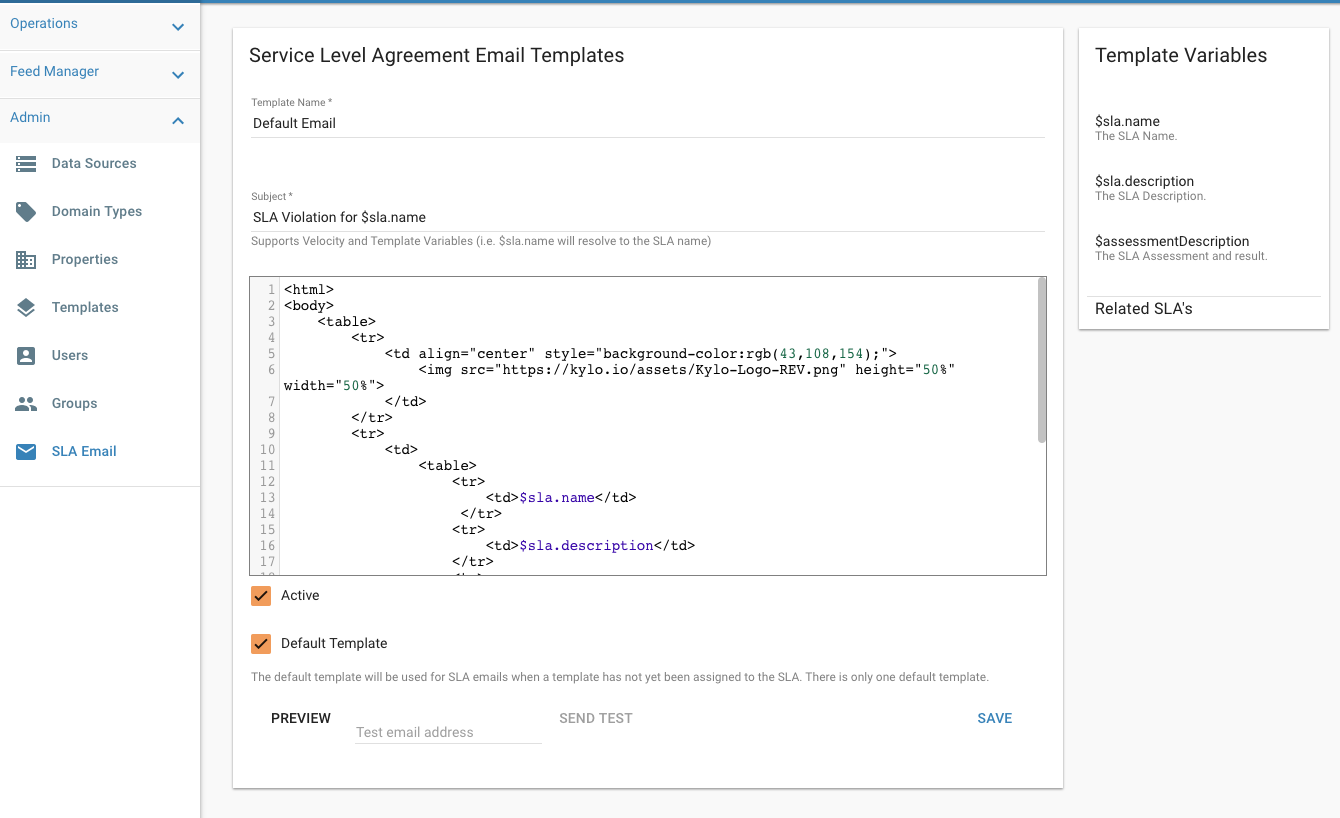 Operations
Feed Manager
Admin
Data Sources
Domain Types
Properties
Templates
Users
Groups
SLA Email
Service Level Agreement Email Templates
Template Name *
Default Email
Subject *
SLA Violation for $sla.name
Supports Velocity and Template Variables (i.e. $sla.name will resolve to the SLA name)
1 <html>
2 <body>
3     <table>
4         <tr>
5             <td align="center" style="background-color:rgb(43,108,154);">
6                 <img src="https://kylo.io/assets/Kylo-Logo-REV.png" height="50%"
width="50%">
7             </td>
8         </tr>
9         <tr>
10             <td>
11                 <table>
12                     <tr>
13                         <td>$sla.name</td>
14                      </tr>
15                     <tr>
16                         <td>$sla.description</td>
17                     </tr>
Active
Default Template
The default template will be used for SLA emails when a template has not yet been assigned to the SLA. There is only one default template.
PREVIEW
Test email address
SEND TEST
SAVE
Template Variables
$sla.name
The SLA Name.
$sla.description
The SLA Description.
$assessmentDescription
The SLA Assessment and result.
Related SLA's